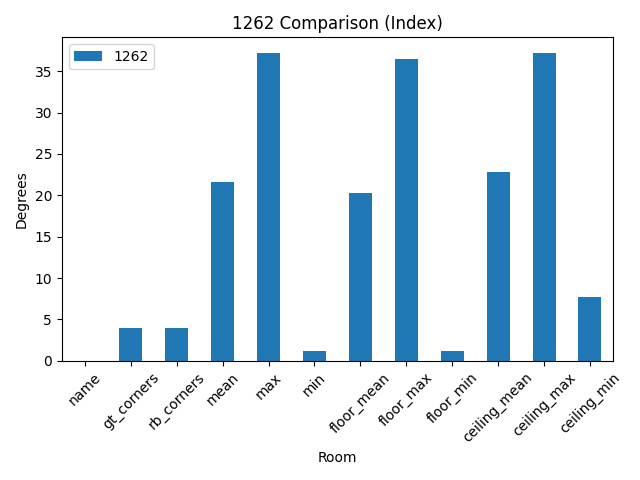 1262 Comparison (Index)
1262
Degrees
35
30
25
20
15
10
5
0
name
gt_corners
rb_corners
mean
max
min
floor_mean
floor_max
floor_min
ceiling_mean
ceiling_max
ceiling_min
Room